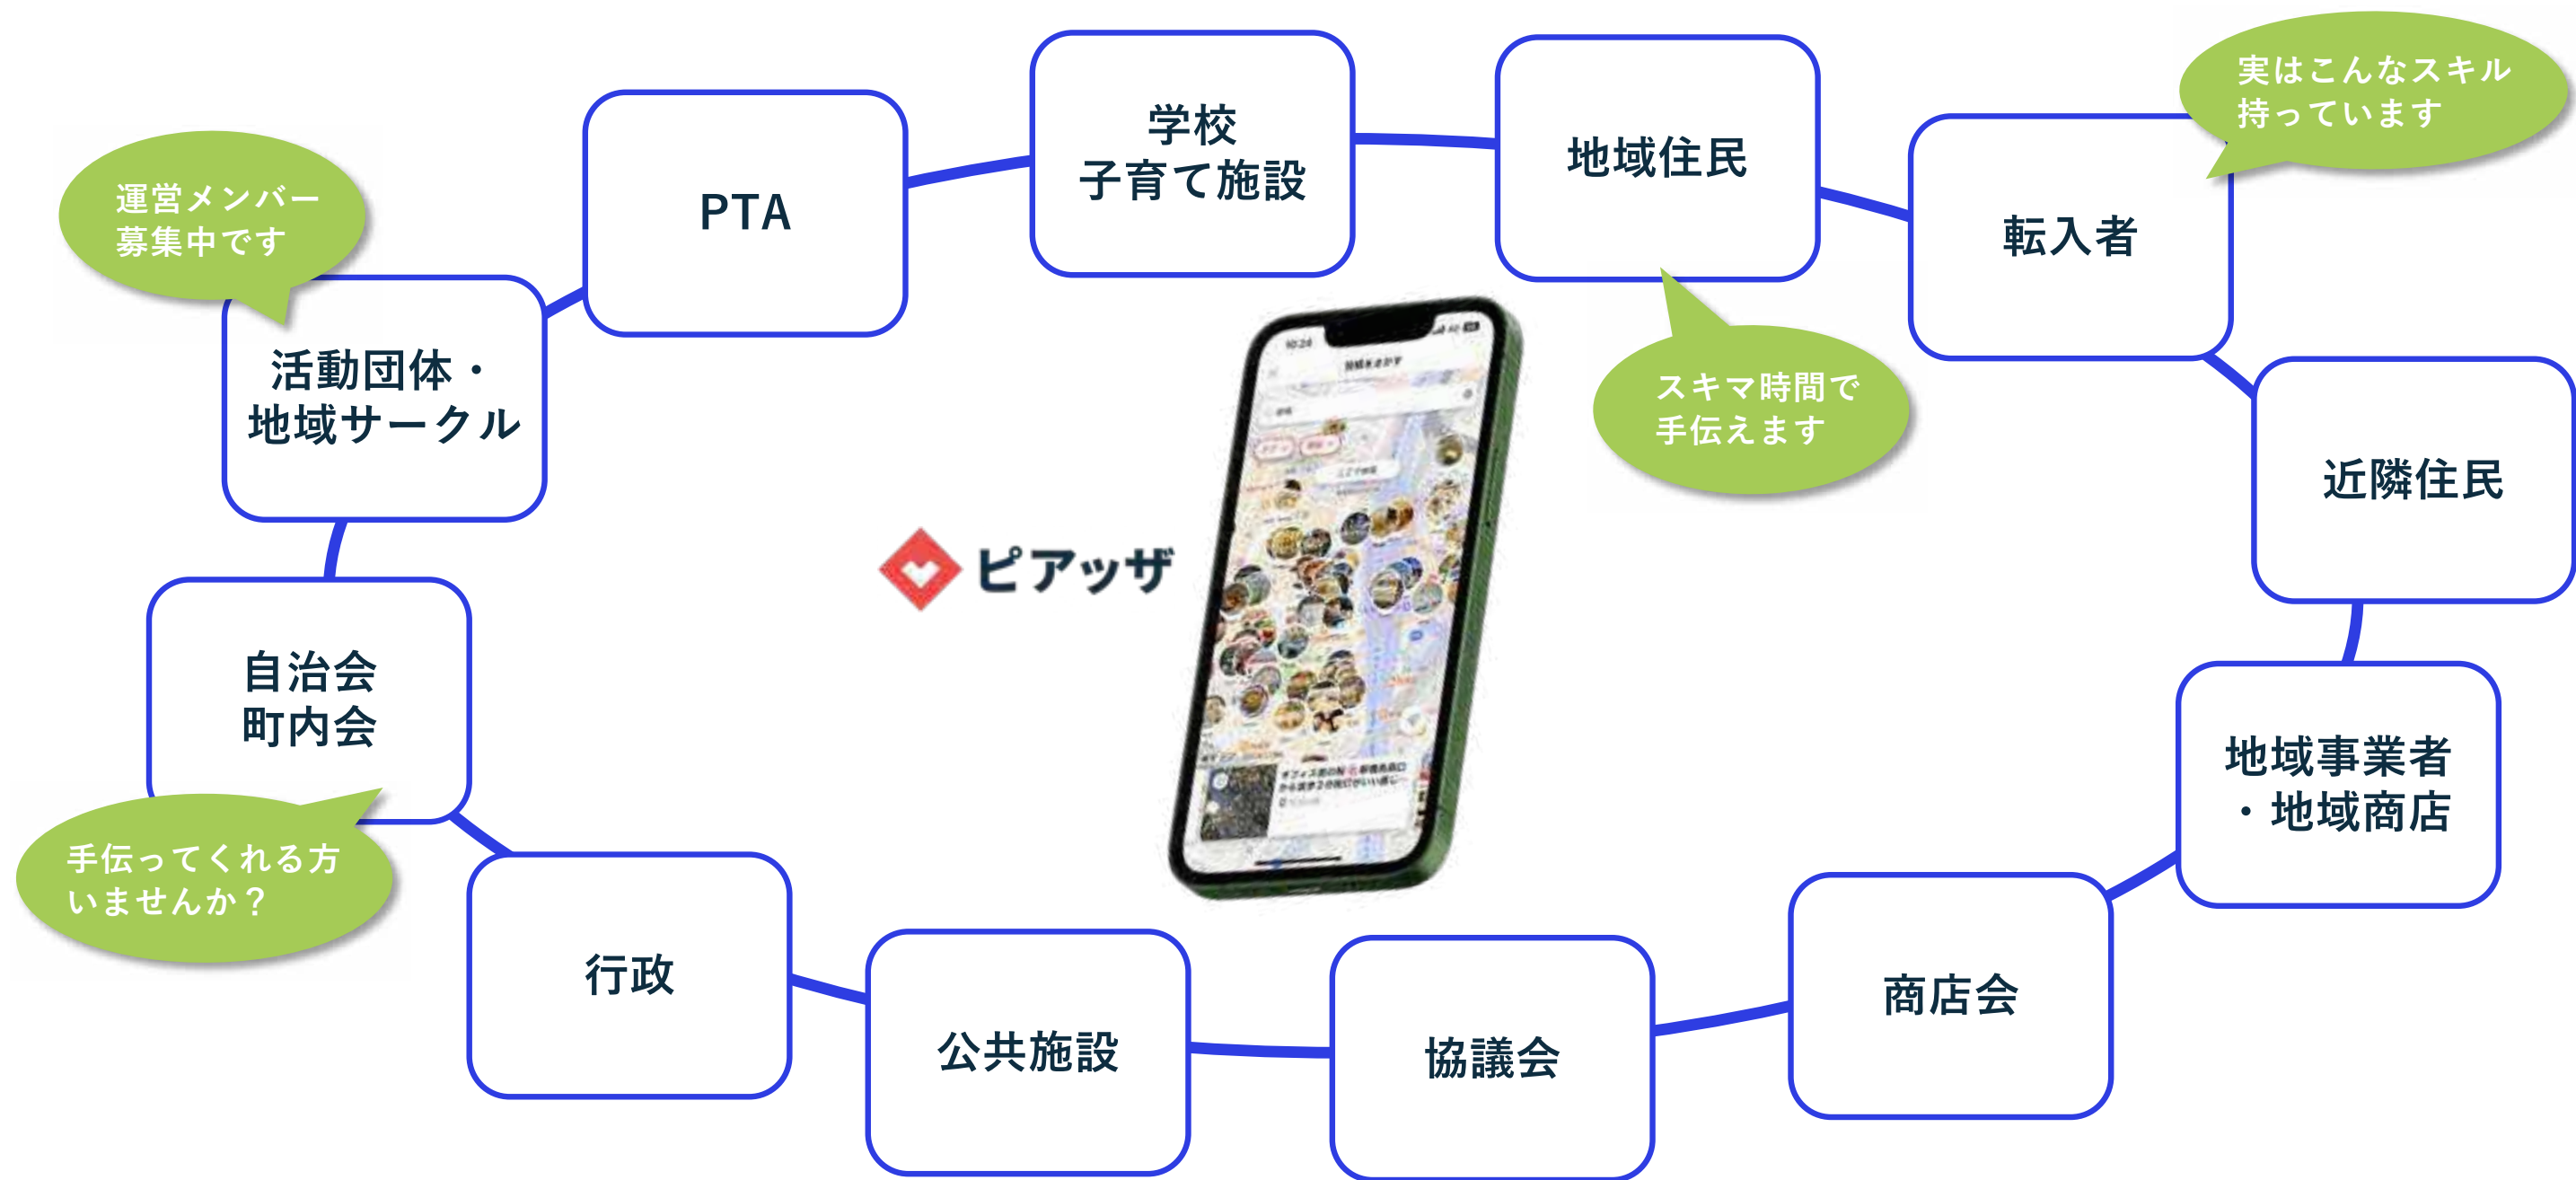 実はこんなスキル
持っています
学校
子育て施設
地域住民
PTA
転入者
運営メンバー
募集中です
活動団体・
地域サークル
スキマ時間で
手伝えます
近隣住民
ピアッザ
10:24
自治会
町内会
地域事業者
・地域商店
手伝ってくれる方
いませんか？
行政
公共施設
協議会
商店会